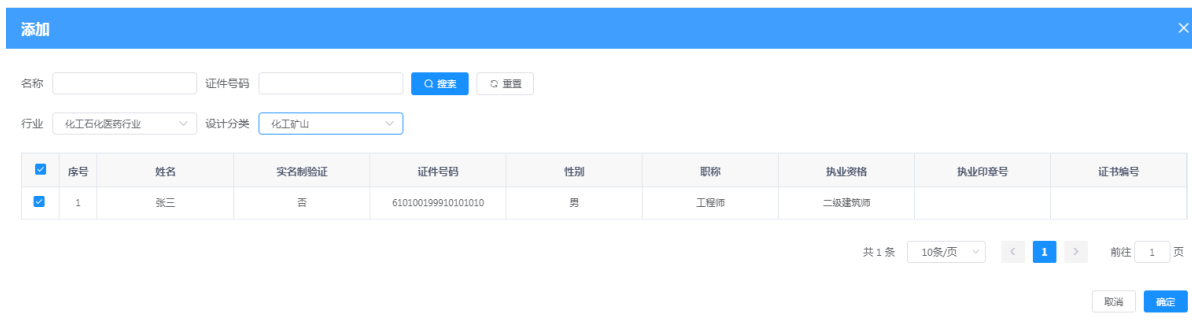 添加
名称 证件号码 搜索 重置
行业 化工石化医药行业 设计分类 化工矿山
序号 姓名 实名制验证 证件号码 性别 职称 执业资格 执业印章号 证书编号
1 张三 否 610100199910101010 男 工程师 二级建筑师
共 1 条 10条/页 < 1 > 前往 1 页
取消 确定